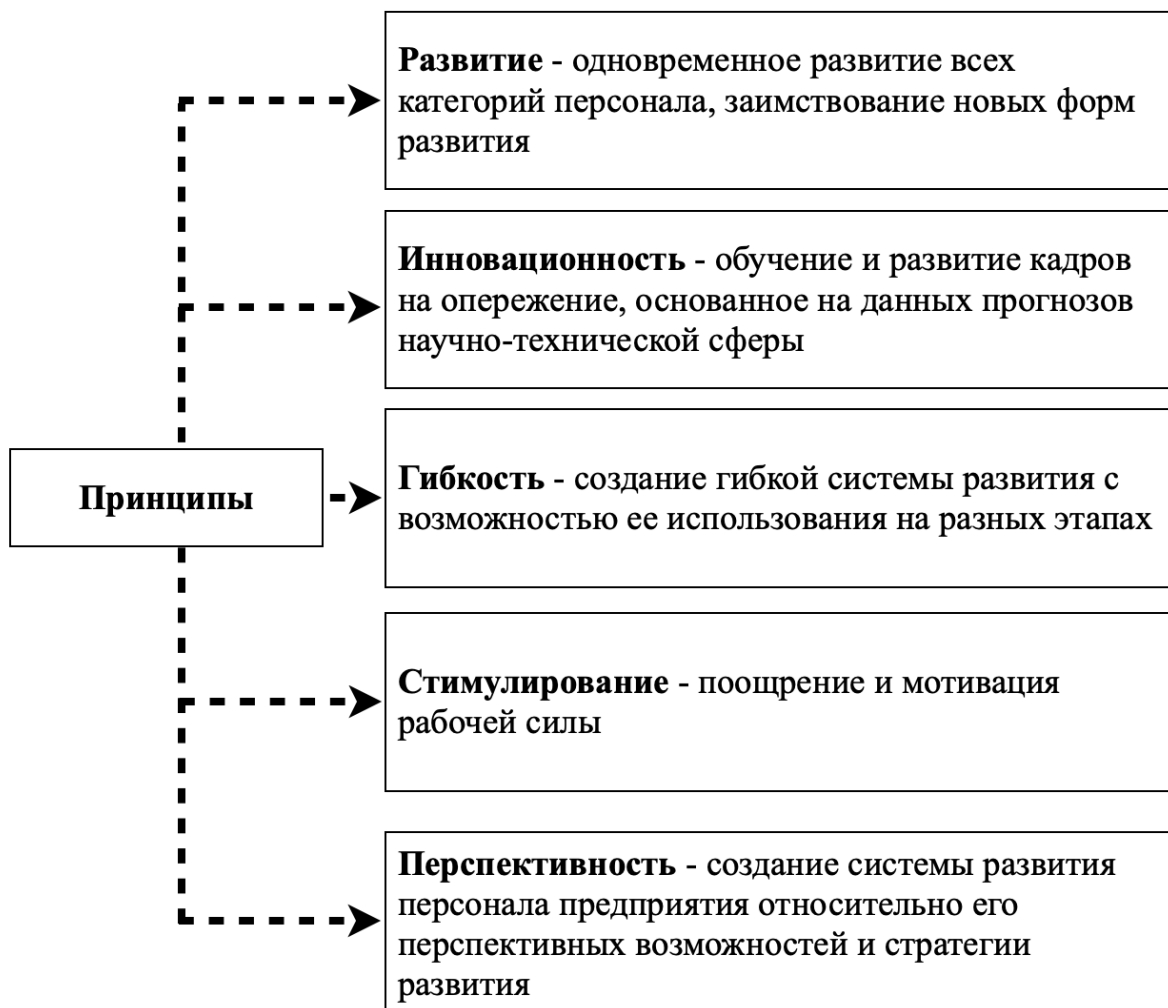 Развитие - одновременное развитие всех
категорий персонала, заимствование новых форм
развития
Инновационность - обучение и развитие кадров
на опережение, основанное на данных прогнозов
научно-технической сферы
Принципы
Гибкость - создание гибкой системы развития с
возможностью ее использования на разных этапах
Стимулирование - поощрение и мотивация
рабочей силы
Перспективность - создание системы развития
персонала предприятия относительно его
перспективных возможностей и стратегии
развития